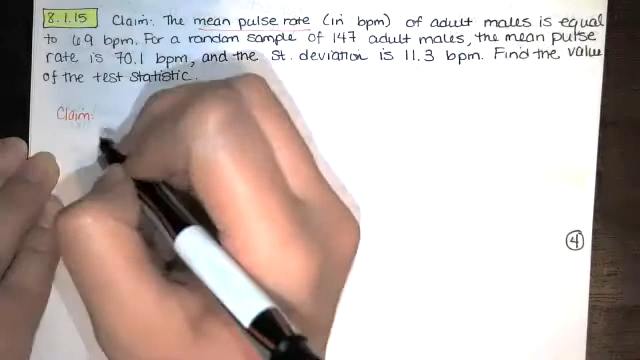 8.1.15 Claim: The mean pulse rate (in bpm) of adult males is equal
to 69 bpm. For a random sample of 147 adult males, the mean pulse
rate is 70.1 bpm, and the st. deviation is 11.3 bpm. Find the value
of the test statistic.
Claim:
4